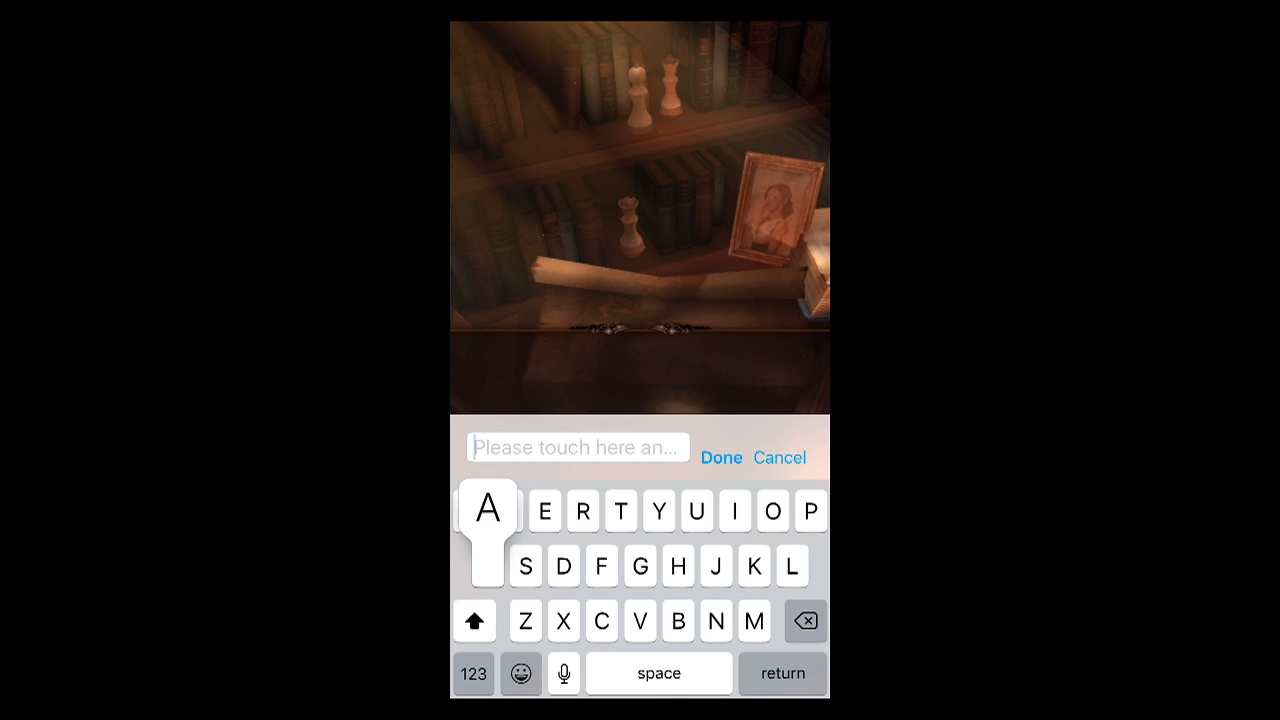 Please touch here an...
Done Cancel
A E R T Y U I O P
S D F G H J K L
Z X C V B N M
123 space return